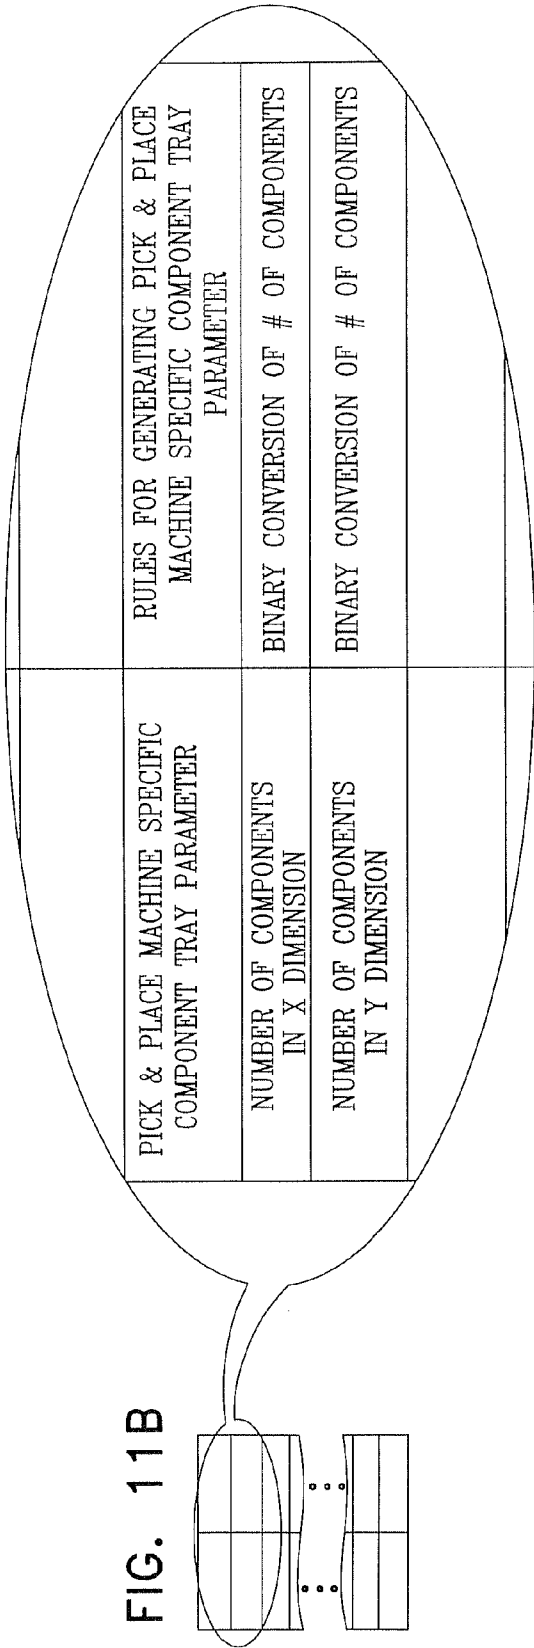 FIG. 11B
PICK & PLACE MACHINE SPECIFIC
COMPONENT TRAY PARAMETER
RULES FOR GENERATING PICK & PLACE
MACHINE SPECIFIC COMPONENT TRAY
PARAMETER
NUMBER OF COMPONENTS
IN X DIMENSION
BINARY CONVERSION OF # OF COMPONENTS
NUMBER OF COMPONENTS
IN Y DIMENSION
BINARY CONVERSION OF # OF COMPONENTS